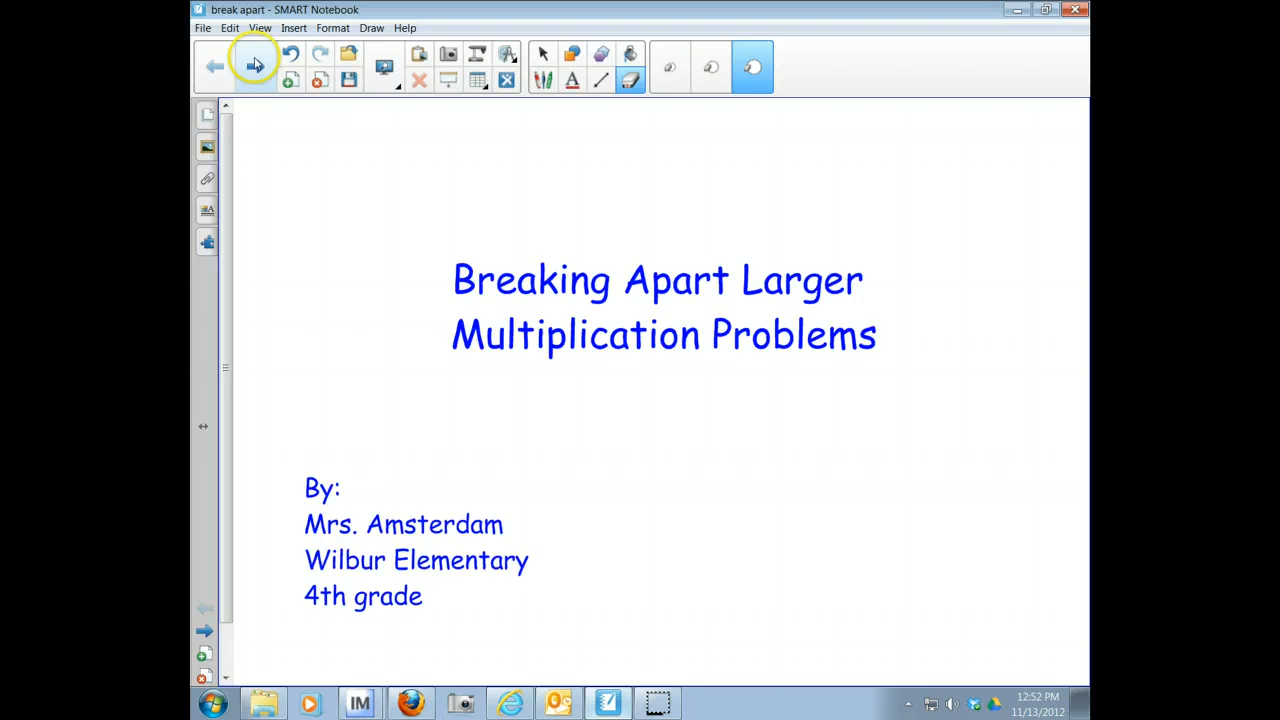 break apart - SMART Notebook
File Edit View Insert Format Draw Help
Breaking Apart Larger
Multiplication Problems
By:
Mrs. Amsterdam
Wilbur Elementary
4th grade
IM
12:52 PM
11/13/2012